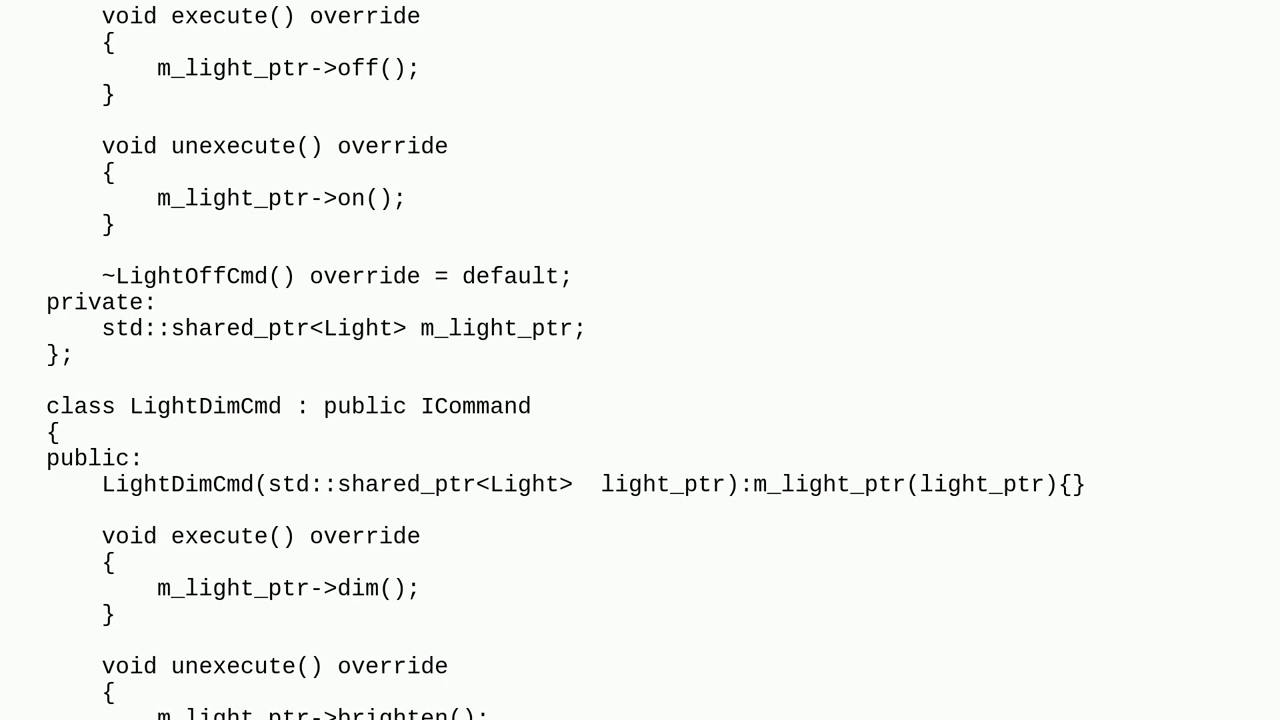 void execute() override
{
m_light_ptr->off();
}
void unexecute() override
{
m_light_ptr->on();
}
~LightOffCmd() override = default;
private:
std::shared_ptr<Light> m_light_ptr;
};
class LightDimCmd : public ICommand
{
public:
LightDimCmd(std::shared_ptr<Light>  light_ptr):m_light_ptr(light_ptr){}
void execute() override
{
m_light_ptr->dim();
}
void unexecute() override
{
m_light_ptr->brighten();